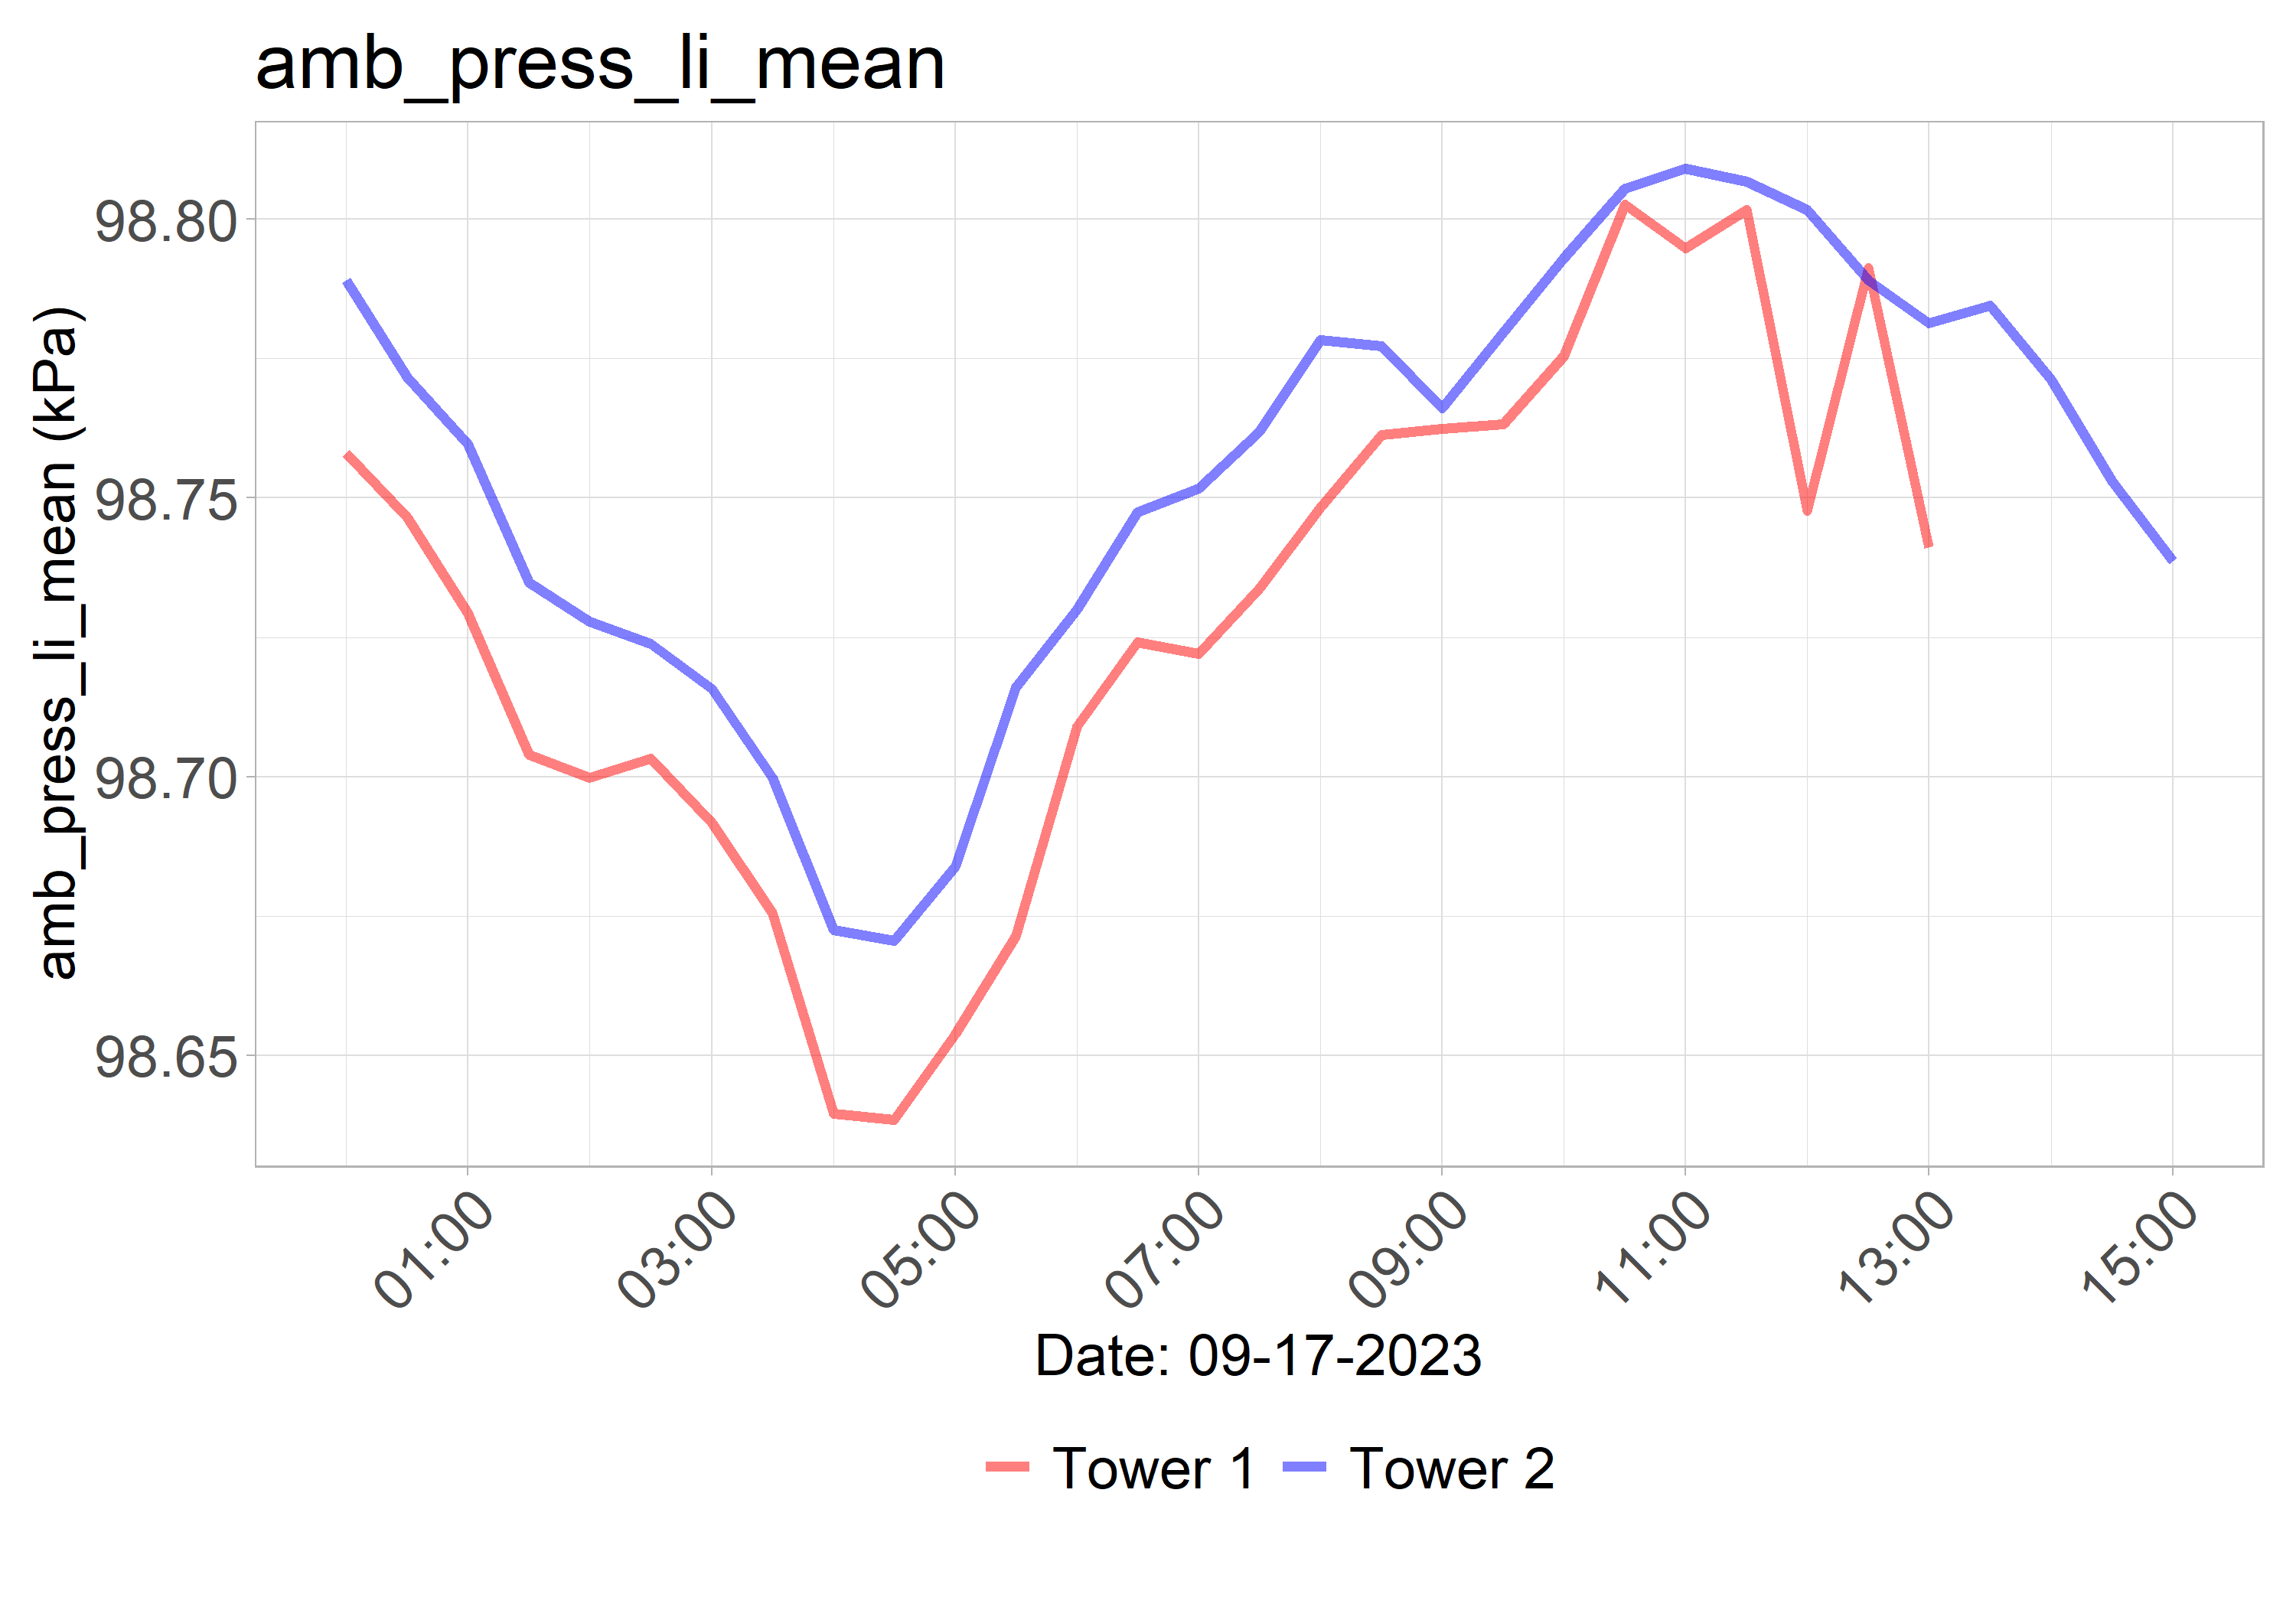 amb_press_li_mean
amb_press_li_mean (kPa)
98.80
98.75
98.70
98.65
01:00
03:00
05:00
07:00
09:00
11:00
13:00
15:00
Date: 09-17-2023
Tower 1
Tower 2